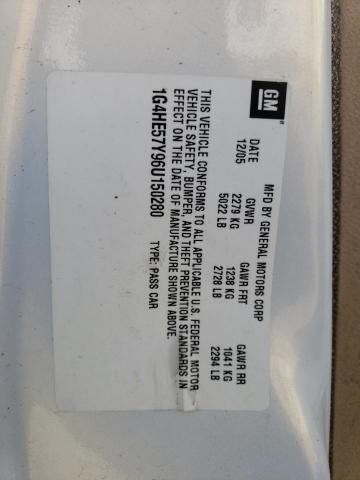 GM
MFD BY GENERAL MOTORS CORP
DATE GVWR GAWR FRT GAWR RR
12/05 2279 KG 1238 KG 1041 KG
5022 LB 2728 LB 2294 LB
THIS VEHICLE CONFORMS TO ALL APPLICABLE U.S. FEDERAL MOTOR
VEHICLE SAFETY, BUMPER, AND THEFT PREVENTION STANDARDS IN
EFFECT ON THE DATE OF MANUFACTURE SHOWN ABOVE.
1G4HE57Y96U150280 TYPE: PASS CAR